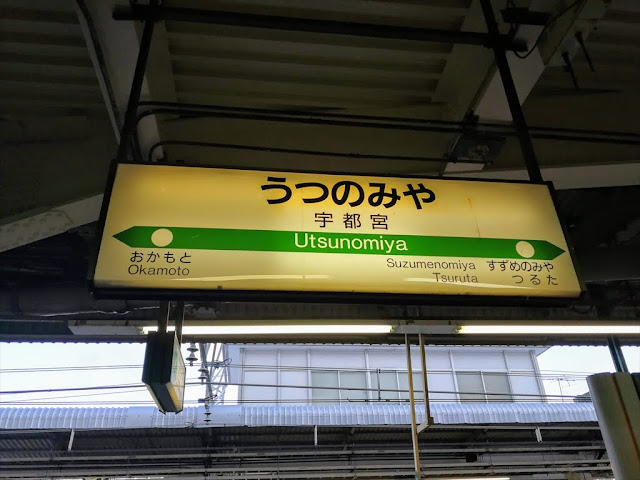 うつのみや
宇都宮
Utsunomiya
おかもと
Okamoto
Suzumenomiya すずめのみや
Tsuruta つるた